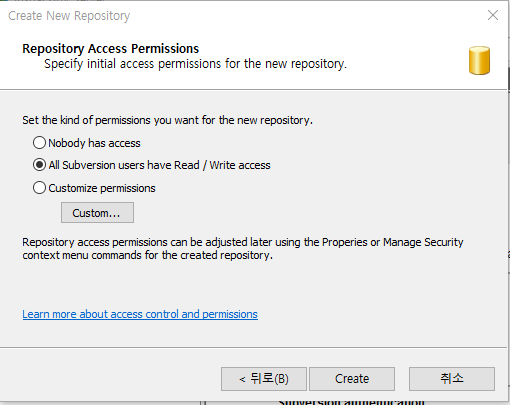 Create New Repository
Repository Access Permissions
Specify initial access permissions for the new repository.
Set the kind of permissions you want for the new repository.
Nobody has access
All Subversion users have Read / Write access
Customize permissions
Custom...
Repository access permissions can be adjusted later using the Properies or Manage Security
context menu commands for the created repository.
Learn more about access control and permissions
< 뒤로(B)
Create
취소
Subversion authentication